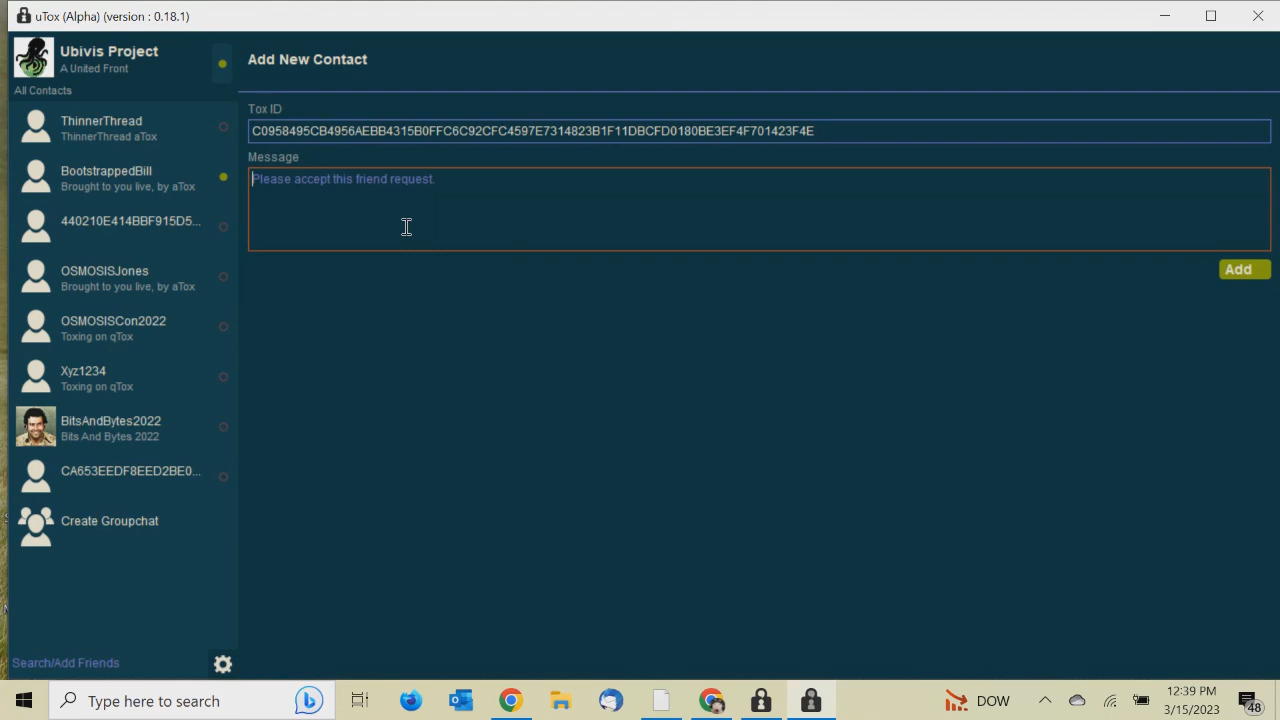 uTox (Alpha) (version : 0.18.1)
Ubivis Project
A United Front
All Contacts
ThinnerThread
ThinnerThread aTox
BootstrappedBill
Brought to you live, by aTox
440210E414BBF915D5...
OSMOSISJones
Brought to you live, by aTox
OSMOSISCon2022
Toxing on qTox
Xyz1234
Toxing on qTox
BitsAndBytes2022
Bits And Bytes 2022
CA653EEDF8EED2BE0...
Create Groupchat
Search/Add Friends
Add New Contact
Tox ID
C0958495CB4956AEBB4315B0FFC6C92CFC4597E7314823B1F11DBCFD0180BE3EF4F701423F4E
Message
Please accept this friend request.
Add
Type here to search
DOW
12:39 PM
3/15/2023
48